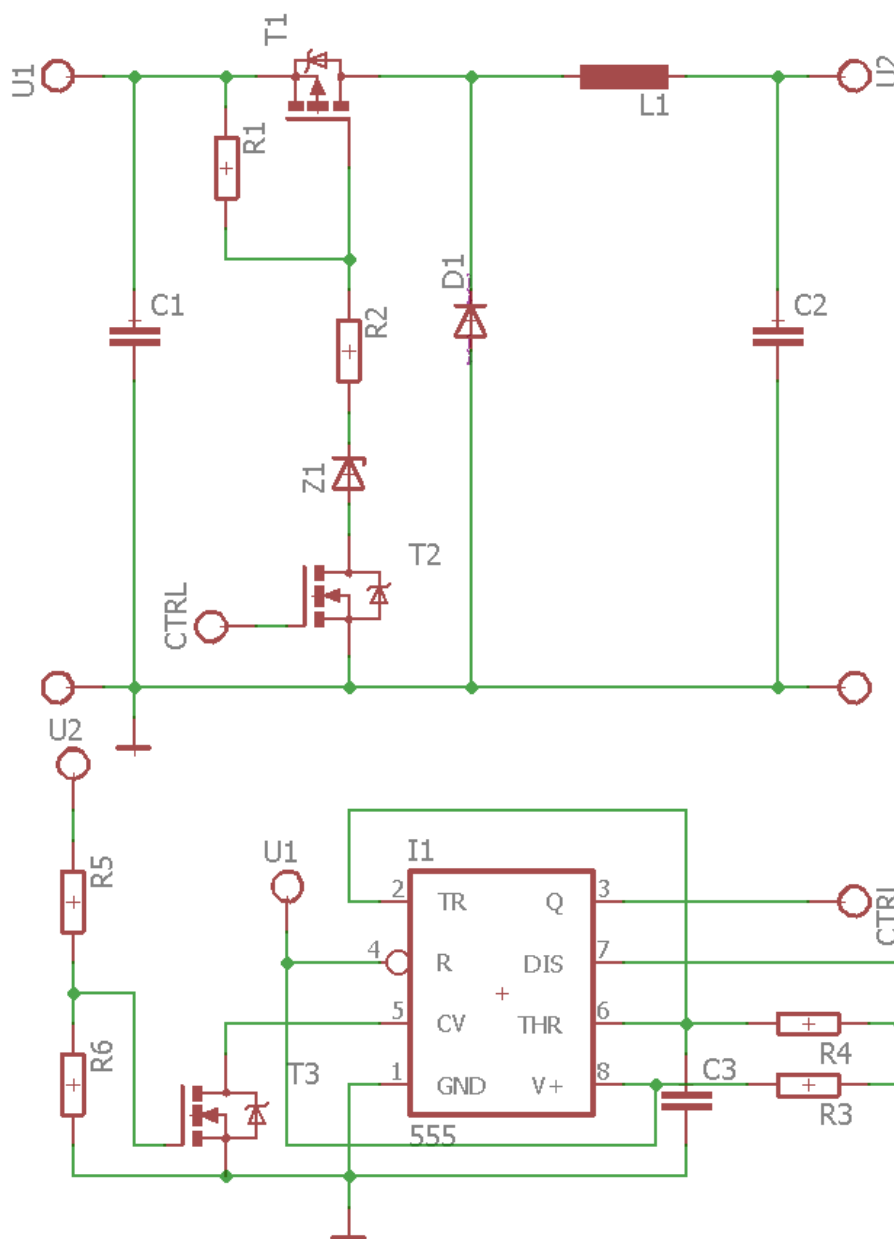 T1
U1
U2
L1
R1
D1
C1
R2
C2
Z1
T2
CTRL
U2
U1
I1
R5
2
TR
Q
3
CTRL
4
R
DIS
7
5
CV
THR
6
R4
R6
T3
C3
1
GND
V+
8
R3
555